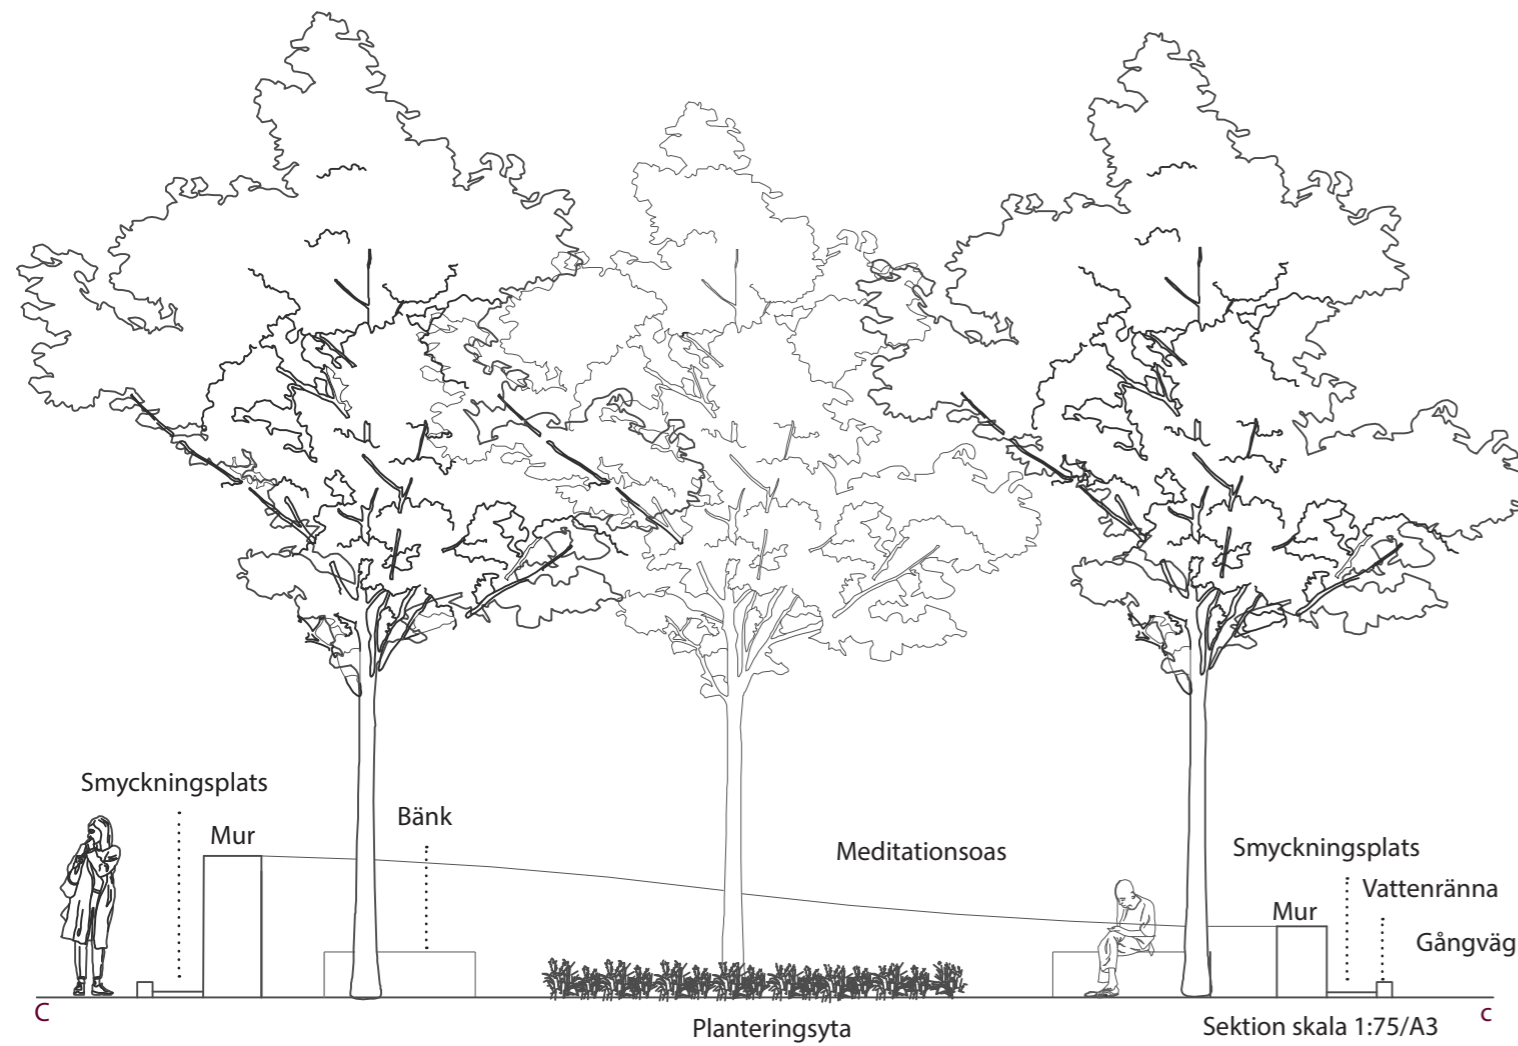 Smyckningsplats
Mur
Bänk
Meditationsoas
Smyckningsplats
Vattenränna
Mur
Gångväg
C
c
Planteringsyta
Sektion skala 1:75/A3